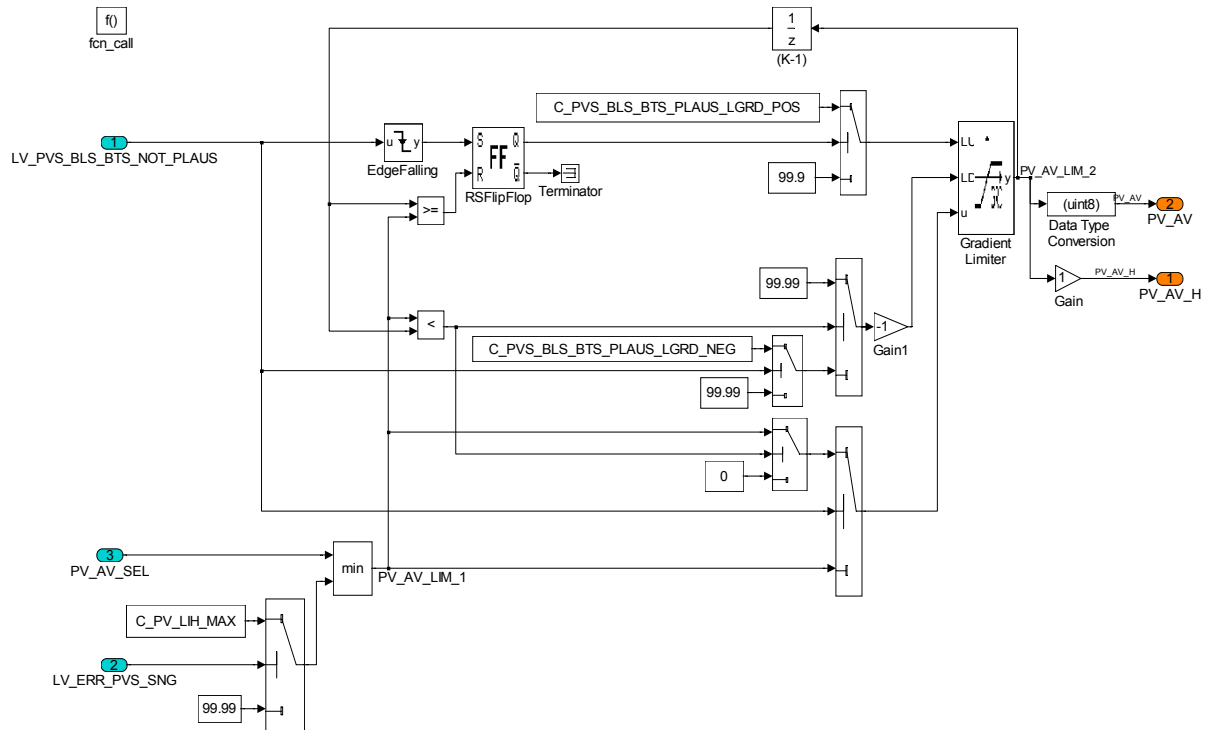 f()
fcn_call
1
z
(K-1)
C_PVS_BLS_BTS_PLAUS_LGRD_POS
1
LV_PVS_BLS_BTS_NOT_PLAUS
u
y
EdgeFalling
S
R
FF
Q
Q
RSFlipFlop
Terminator
99.9
LD
u
y
Gradient
Limiter
PV_AV_LIM_2
(uint8)
Data Type
Conversion
PV_AV
2
PV_AV
1
Gain
PV_AV_H
1
PV_AV_H
>=
99.99
<
-1
Gain1
C_PVS_BLS_BTS_PLAUS_LGRD_NEG
99.99
0
3
PV_AV_SEL
min
PV_AV_LIM_1
C_PV_LIH_MAX
2
LV_ERR_PVS_SNG
99.99